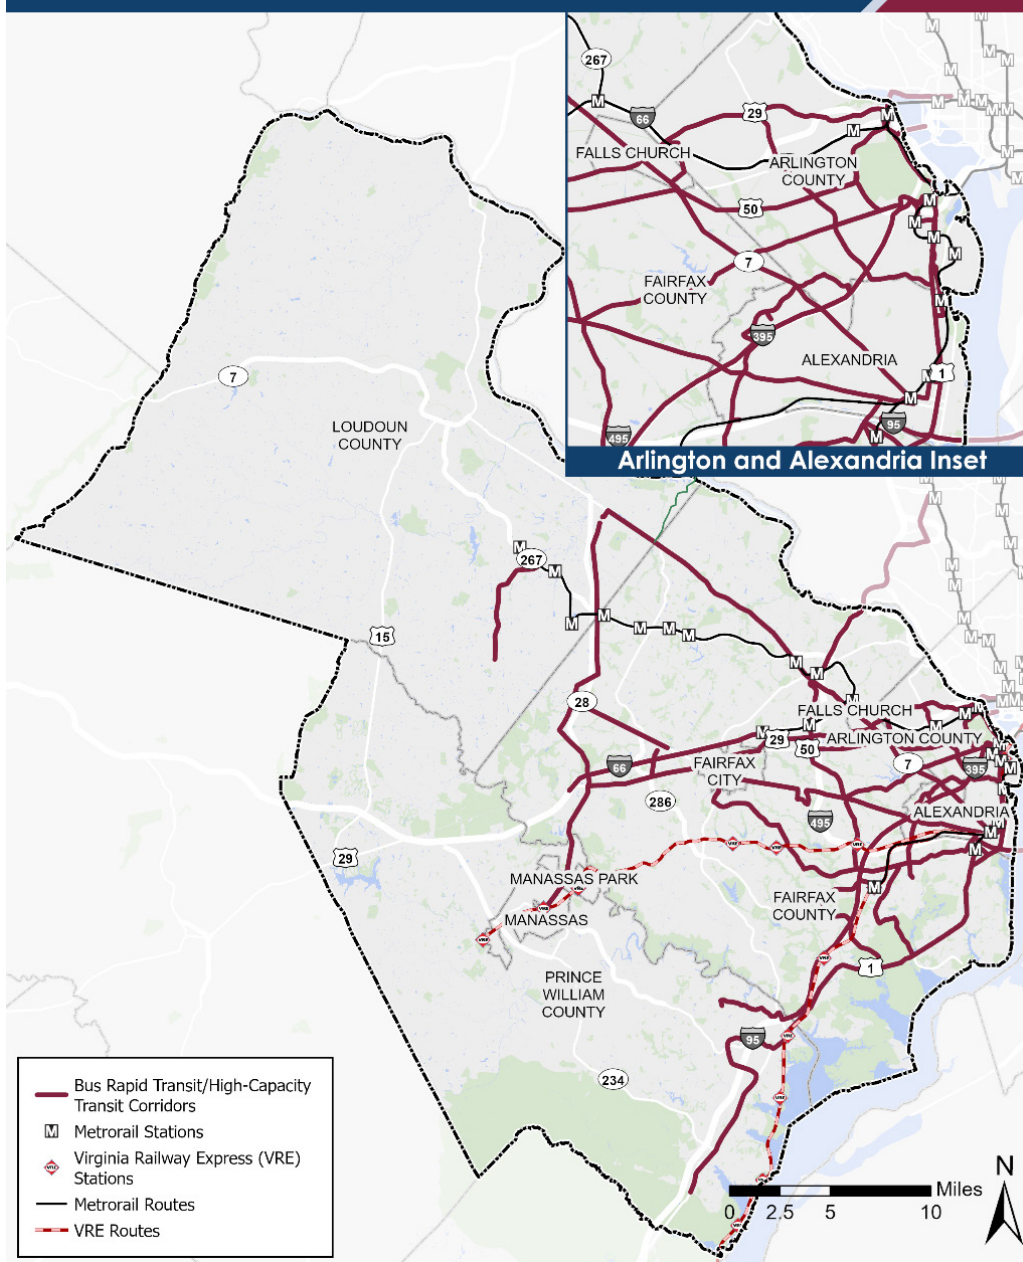 267
66
29
FALLS CHURCH
ARLINGTON
COUNTY
50
7
FAIRFAX
COUNTY
395
ALEXANDRIA
1
95
495
Arlington and Alexandria Inset
M
M
M
M
M
M
M
M
M
M
M
M
7
LOUDOUN
COUNTY
267
15
28
FALLS CHURCH
29
ARLINGTON COUNTY
50
66
FAIRFAX
CITY
7
395
286
495
ALEXANDRIA
29
MANASSAS PARK
MANASSAS
FAIRFAX
COUNTY
1
PRINCE
WILLIAM
COUNTY
95
234
Bus Rapid Transit/High-Capacity
Transit Corridors
M Metrorail Stations
VRE Virginia Railway Express (VRE)
Stations
Metrorail Routes
VRE Routes
N
Miles
0 2.5 5 10